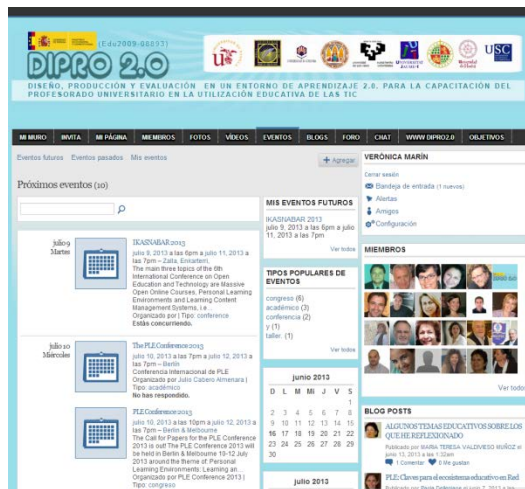 (Edu2009-08893)
DIPRO 2.0
DISEÑO, PRODUCCIÓN Y EVALUACIÓN EN UN ENTORNO DE APRENDIZAJE 2.0. PARA LA CAPACITACIÓN DEL
PROFESORADO UNIVERSITARIO EN LA UTILIZACIÓN EDUCATIVA DE LAS TIC
USC
MI MURO INVITA MI PÁGINA MIEMBROS FOTOS VÍDEOS EVENTOS BLOGS FORO CHAT WWW DIPRO2.0 OBJETIVOS
Eventos futuros Eventos pasados Mis eventos
+ Agregar
Próximos eventos (10)
julio 9
Martes
IKASNABAR 2013
julio 9, 2013 a las 6pm a julio 11, 2013 a
las 7pm – Zalla, Enkarterri,
The main three topics of the 6th
International Conference on Open
Education and Technology are Massive
Open Online Courses, Personal Learning
Environments and Learning Content
Management Systems, i.e...
Organizado por | Tipo: conference
Estás concurriendo.
julio 10
Miércoles
The PLE Conference 2013
julio 10, 2013 a las 7pm a julio 12, 2013 a
las 7pm – Berlín
Conferencia Internacional de PLE
Organizado por Julio Cabero Almenara |
Tipo: académico
No has respondido.
PLE Conference 2013
julio 10, 2013 a las 10pm a julio 12, 2013 a
las 7pm – Berlin & Melbourne
The Call for Papers for the PLE Conference
2013 is out! The PLE Conference 2013 will
be held in Berlin & Melbourne 10-12 July
2013 around the theme of: Personal
Learning Environments: Learning an...
Organizado por PLE Conference 2013 |
Tipo: congreso
MIS EVENTOS FUTUROS
IKASNABAR 2013
julio 9, 2013 a las 6pm a julio
11, 2013 a las 7pm
Ver todos
TIPOS POPULARES DE
EVENTOS
congreso (6)
académico (3)
conferencia (2)
y (1)
taller. (1)
Ver todos
junio 2013
D L M Mi J V S
1
2 3 4 5 6 7 8
9 10 11 12 13 14 15
16 17 18 19 20 21 22
23 24 25 26 27 28 29
30
julio 2013
VERÓNICA MARÍN
Cerrar sesión
Bandeja de entrada (1 nuevos)
Alertas
Amigos
Configuración
MIEMBROS
Ver todos
BLOG POSTS
ALGUNOS TEMAS EDUCATIVOS SOBRE LOS
QUE HE REFLEXIONADO
Publicado por MARIA TERESA VALDIVIESO MUÑOZ el
junio 13, 2013 a las 1:32am
1 Comentar 0 Me gustan
PLE: Claves para el ecosistema educativo en Red